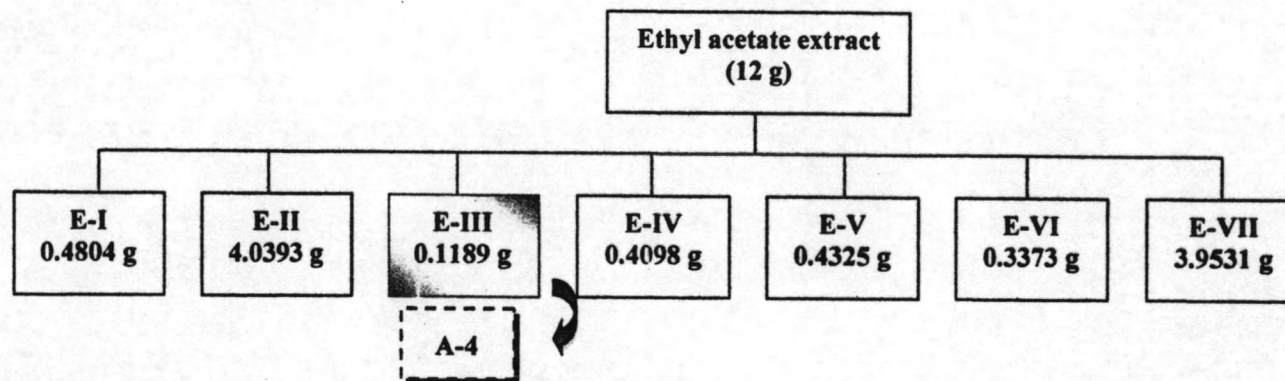 Ethyl acetate extract
(12 g)
E-I
0.4804 g
E-II
4.0393 g
E-III
0.1189 g
E-IV
0.4098 g
E-V
0.4325 g
E-VI
0.3373 g
E-VII
3.9531 g
A-4